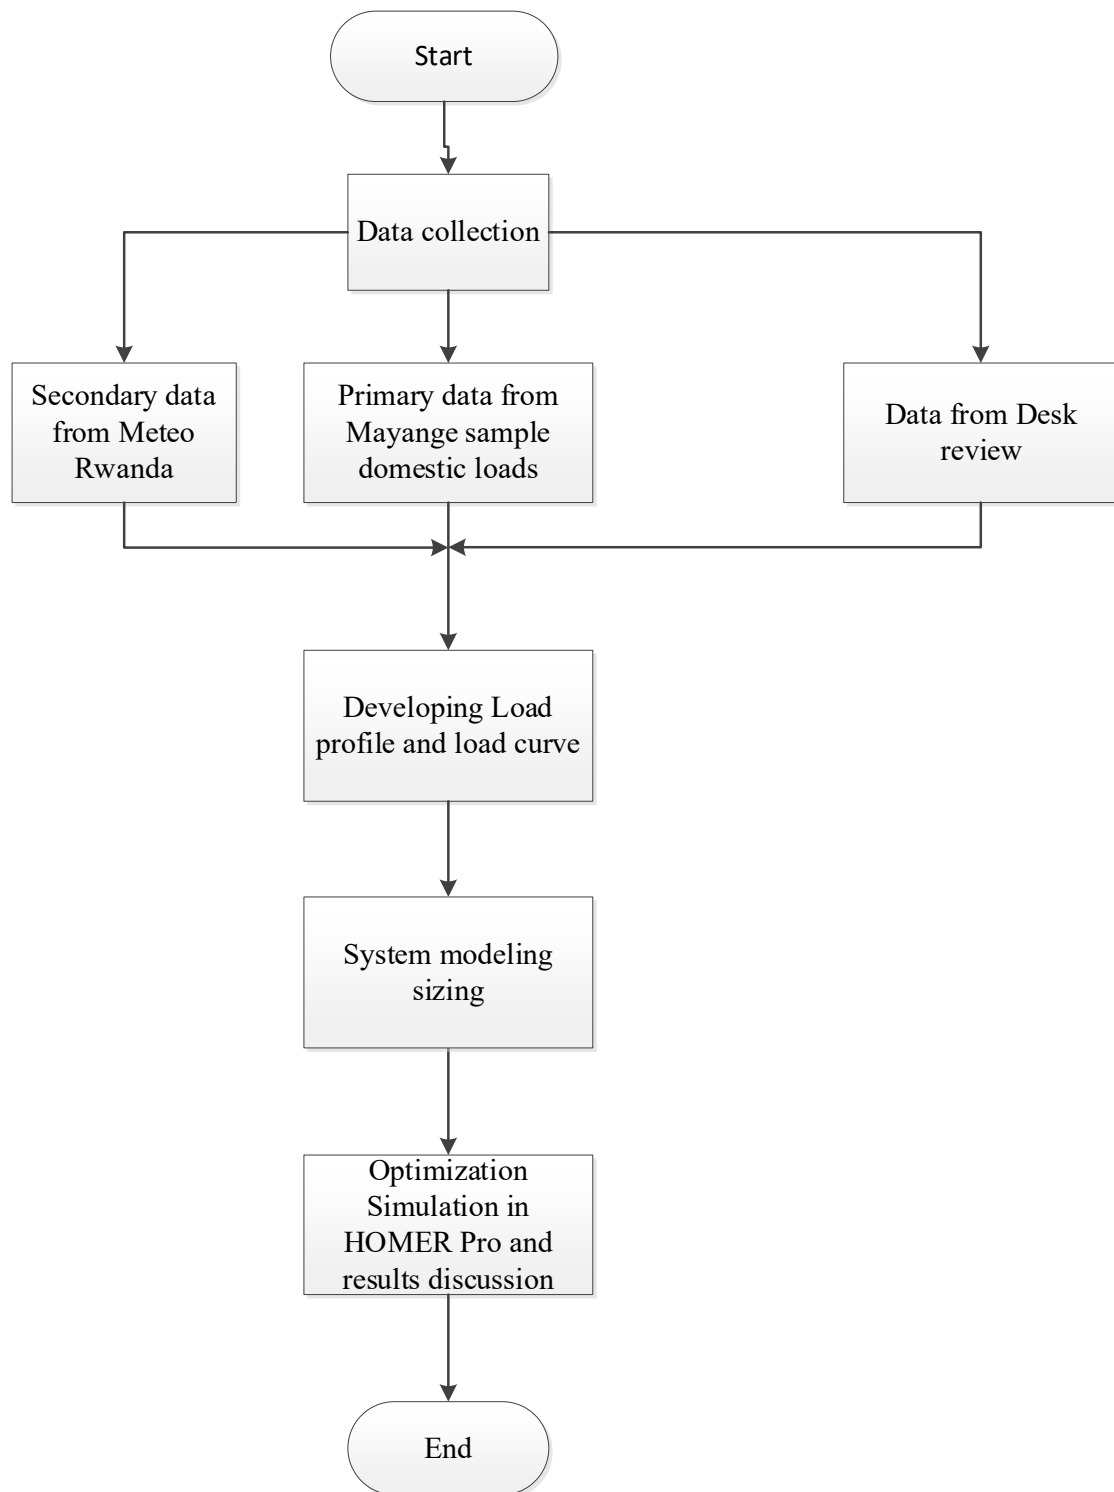 Start
Data collection
Secondary data
from Meteo
Rwanda
Primary data from
Mayange sample
domestic loads
Data from Desk
review
Developing Load
profile and load curve
System modeling
sizing
Optimization
Simulation in
HOMER Pro and
results discussion
End